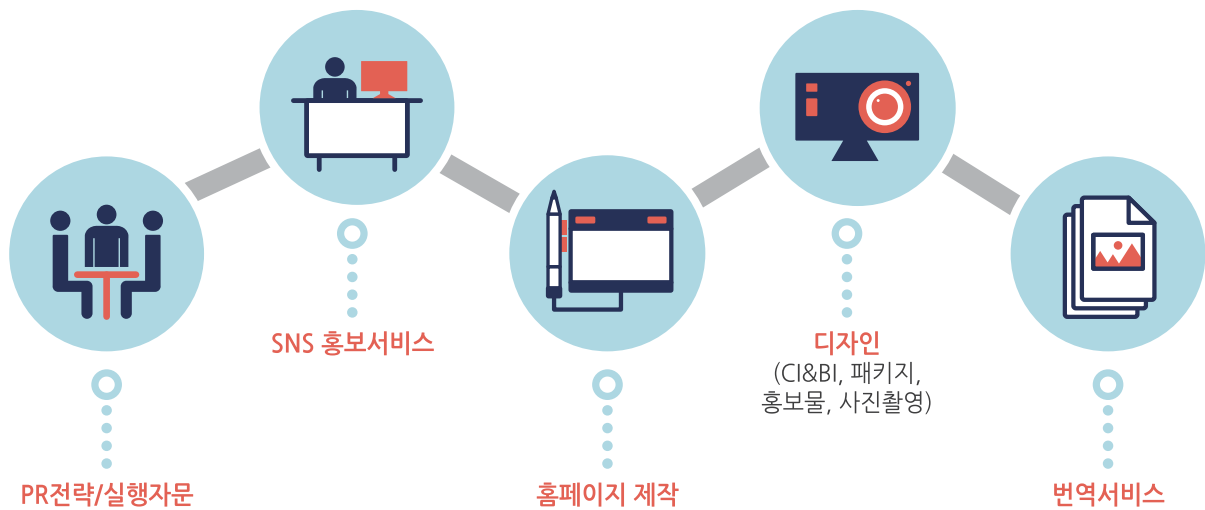 PR전략/실행자문
SNS 홍보서비스
홈페이지 제작
디자인
(CI&BI, 패키지,
홍보물, 사진촬영)
번역서비스